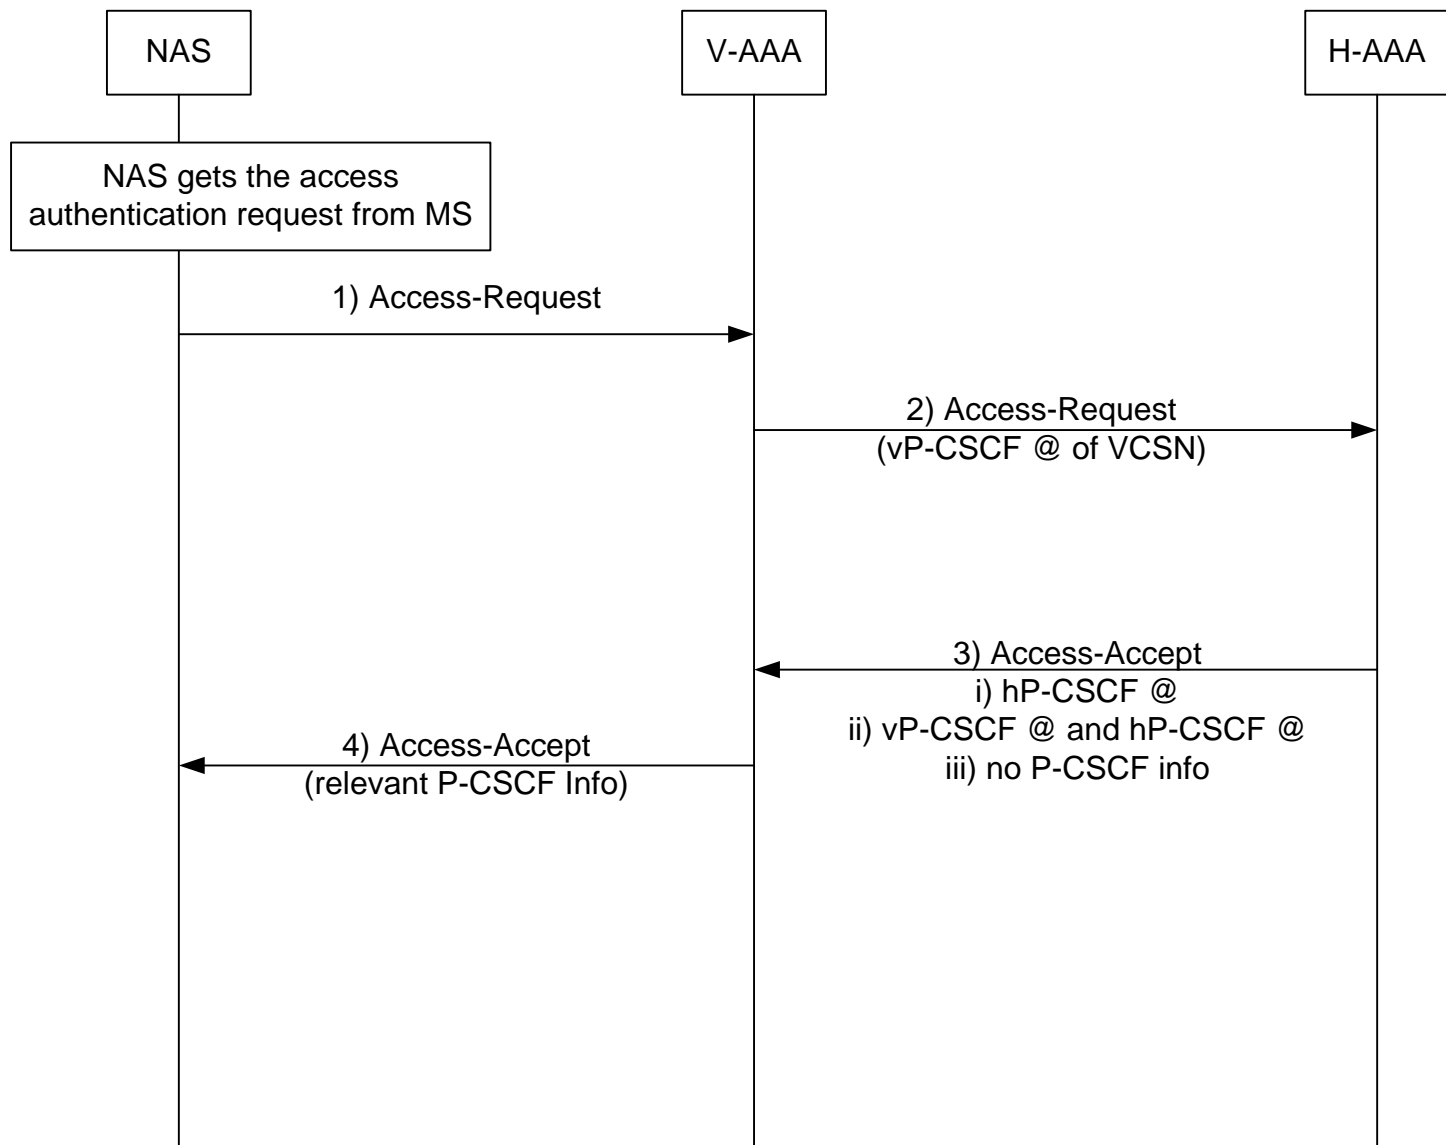 NAS
V-AAA
H-AAA
NAS gets the access
authentication request from MS
1) Access-Request
2) Access-Request
(vP-CSCF @ of VCSN)
3) Access-Accept
i) hP-CSCF @
ii) vP-CSCF @ and hP-CSCF @
iii) no P-CSCF info
4) Access-Accept
(relevant P-CSCF Info)